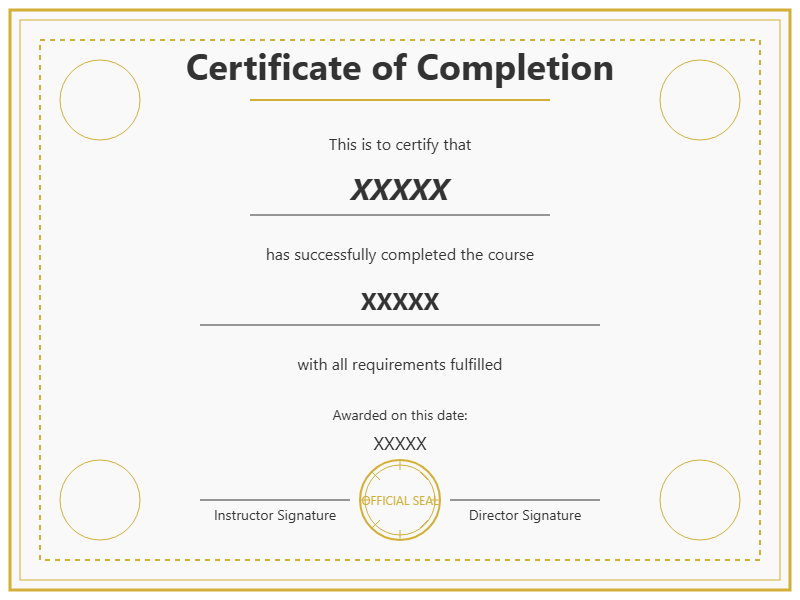 Certificate of Completion
This is to certify that
XXXXX
has successfully completed the course
XXXXX
with all requirements fulfilled
Awarded on this date:
XXXXX
OFFICIAL SEAL
Instructor Signature
Director Signature